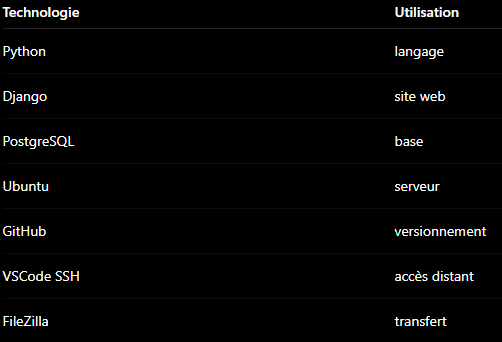 Technologie Utilisation
Python langage
Django site web
PostgreSQL base
Ubuntu serveur
GitHub versionnement
VSCode SSH accès distant
FileZilla transfert